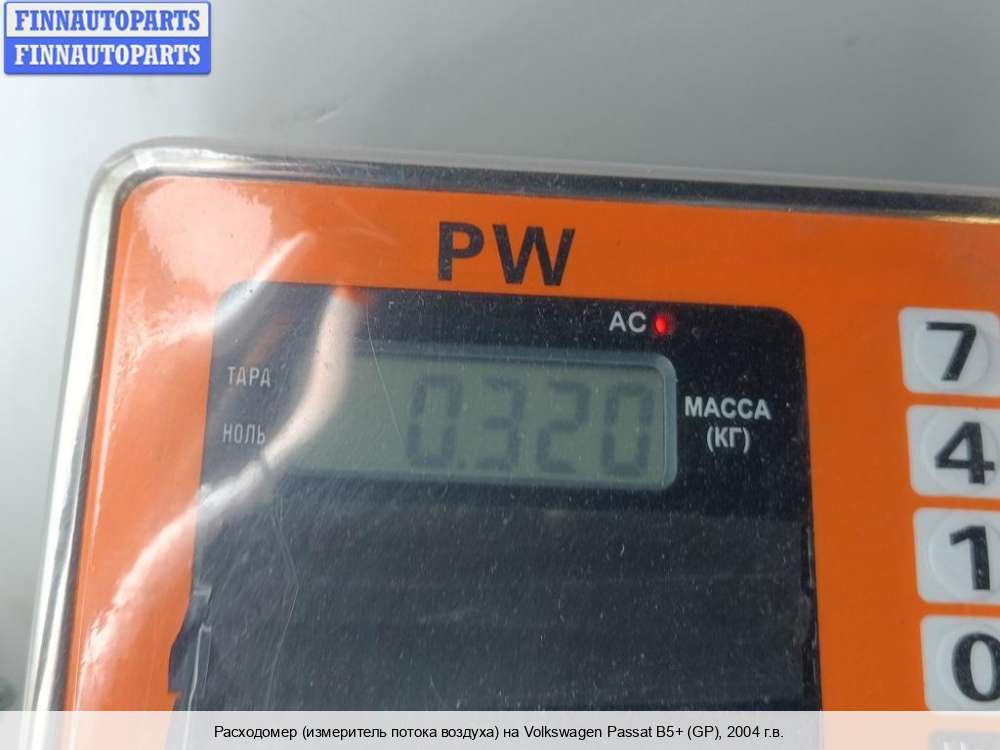 FINNAUTOPARTS
FINNAUTOPARTS
PW
AC
ТАРА
НОЛЬ
0.320
МАССА
(КГ)
7
4
1
0
Расходомер (измеритель потока воздуха) на Volkswagen Passat B5+ (GP), 2004 г.в.